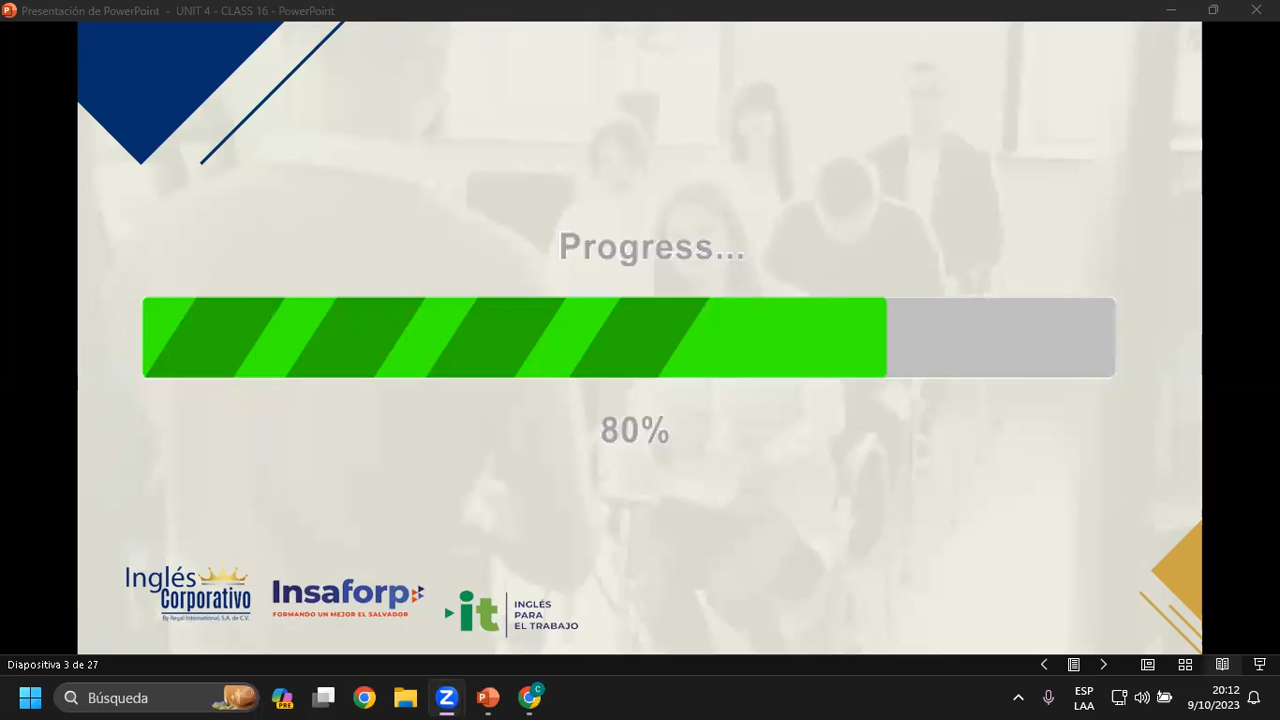 Presentación de PowerPoint - UNIT 4 - CLASS 16 - PowerPoint
Progress...
80%
Inglés
Corporativo
By Regal International, S.A. de C.V.
Insaforp
FORMANDO UN MEJOR EL SALVADOR
it
INGLÉS
PARA
EL TRABAJO
Diapositiva 3 de 27
Búsqueda
PRE
Z
C
ESP
LAA
20:12
9/10/2023